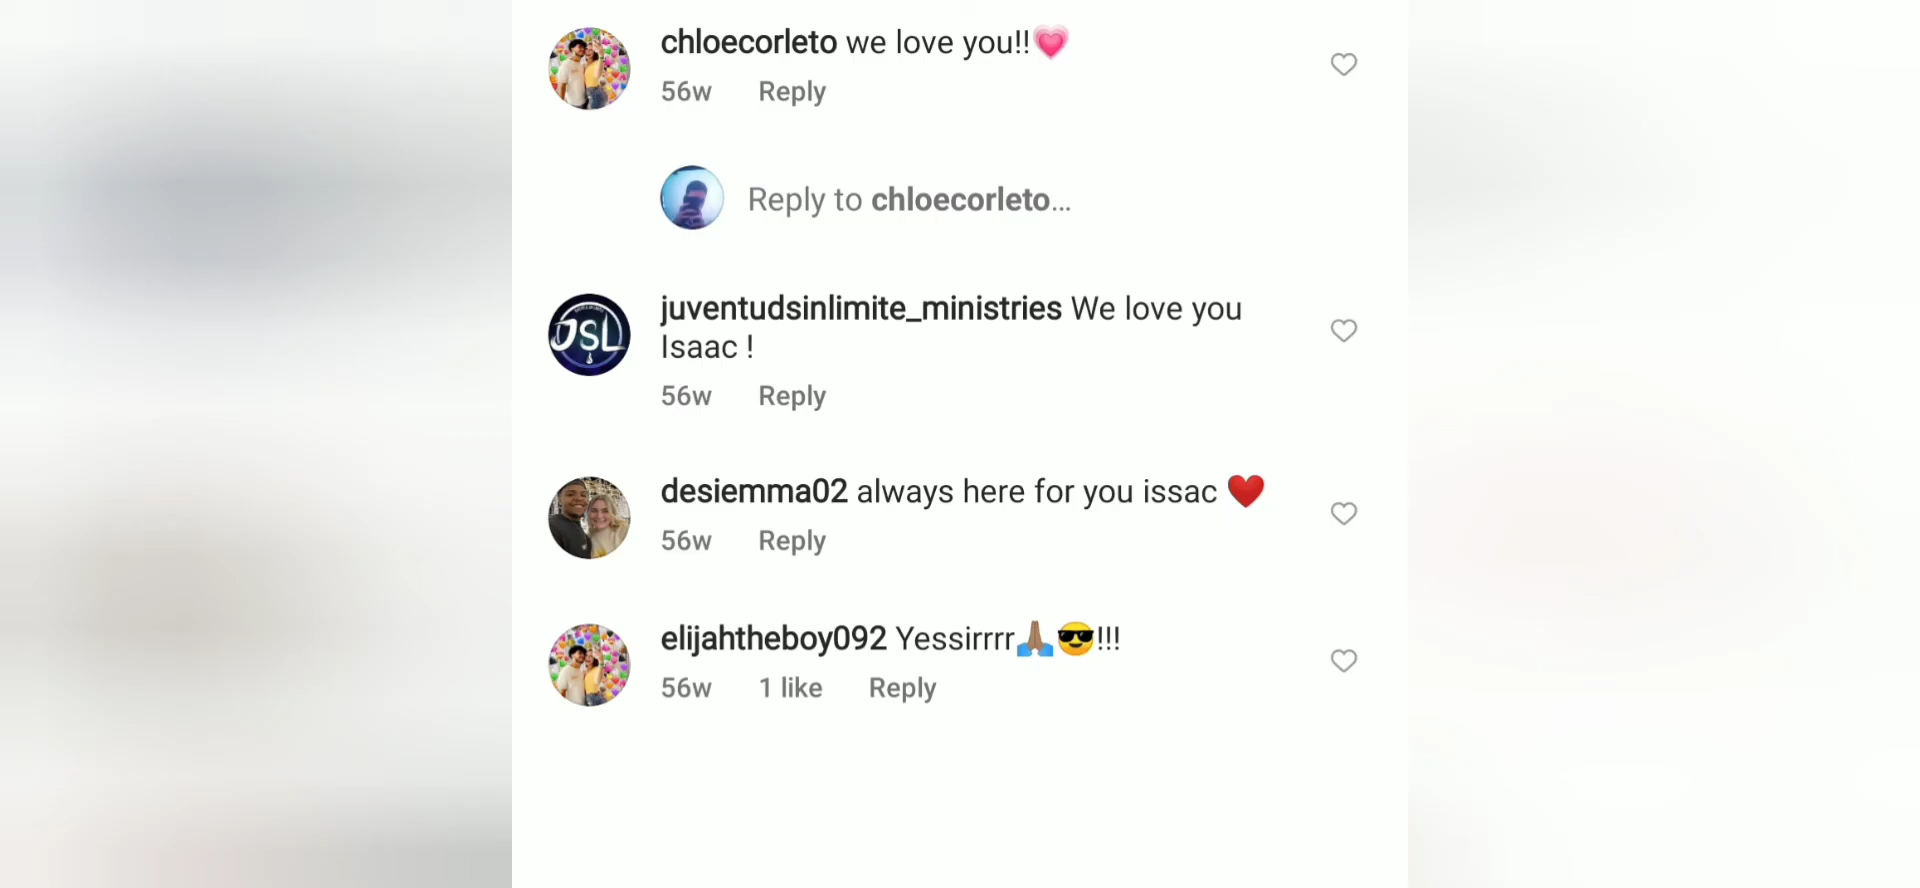 chloecorleto we love you!!💗
56w Reply
Reply to chloecorleto...
JSL
juventudsinlimite_ministries We love you
Isaac !
56w Reply
desiemma02 always here for you issac ❤️
56w Reply
elijahtheboy092 Yessirrrr🙏🏽😎!!!
56w 1 like Reply